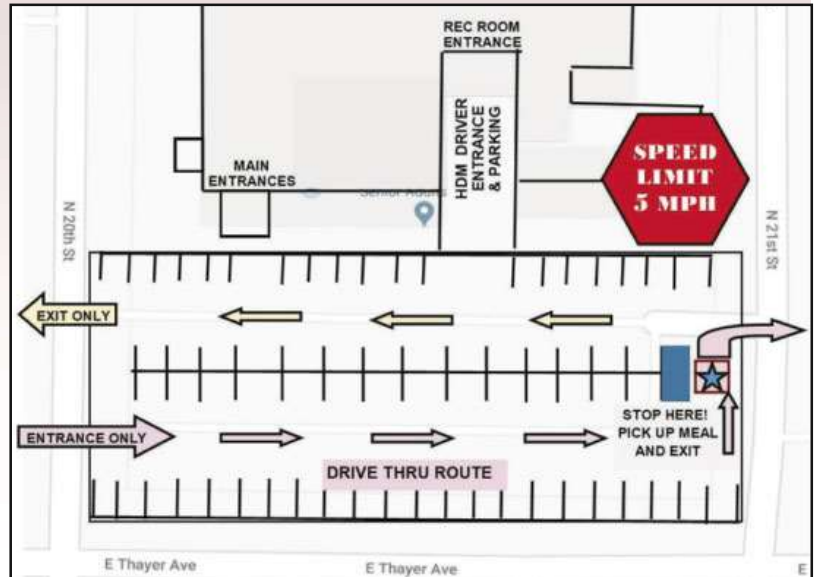 REC ROOM
ENTRANCE
HDM DRIVER
ENTRANCE
& PARKING
MAIN
ENTRANCES
SPEED
LIMIT
5 MPH
N 20th St
N 21st St
EXIT ONLY
ENTRANCE ONLY
STOP HERE!
PICK UP MEAL
AND EXIT
DRIVE THRU ROUTE
E Thayer Ave
E Thayer Ave
E